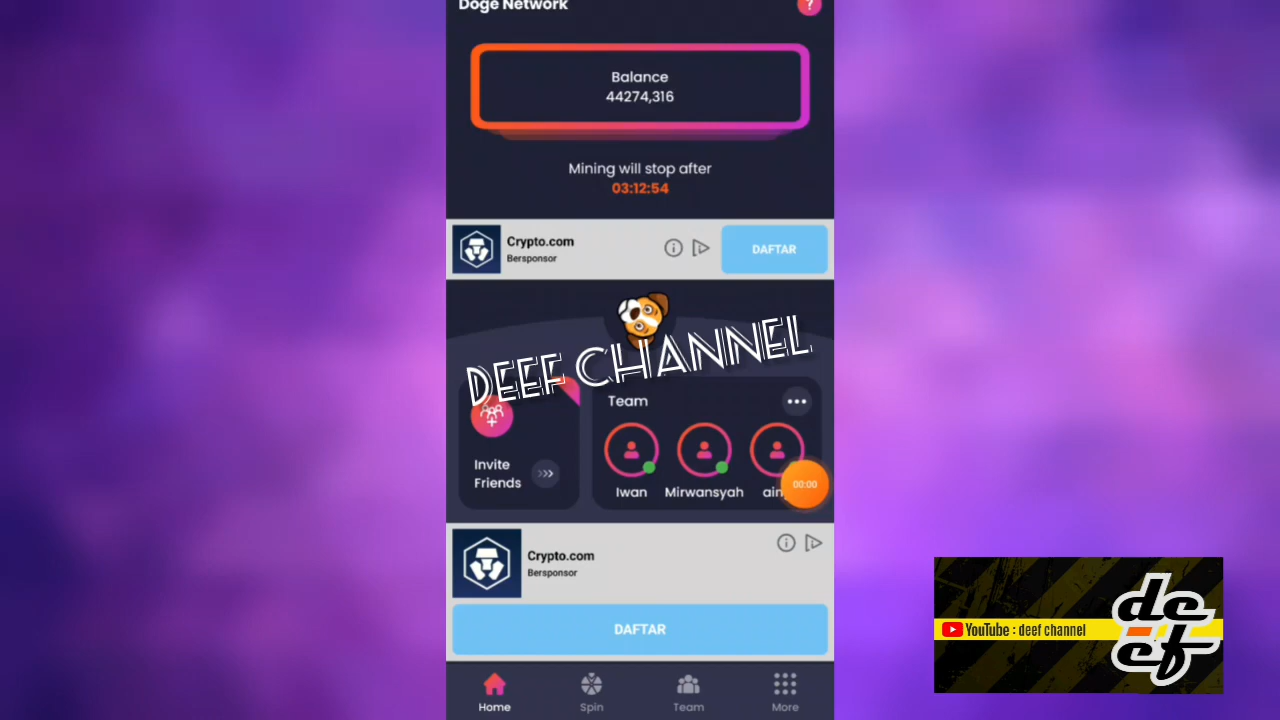 Doge Network
?
Balance
44274,316
Mining will stop after
03:12:54
Crypto.com
Bersponsor
DAFTAR
DEEF CHANNEL
Team
Invite
Friends
Iwan
Mirwansyah
00:00
Crypto.com
Bersponsor
DAFTAR
Home
Spin
Team
More
YouTube : deef channel
deef